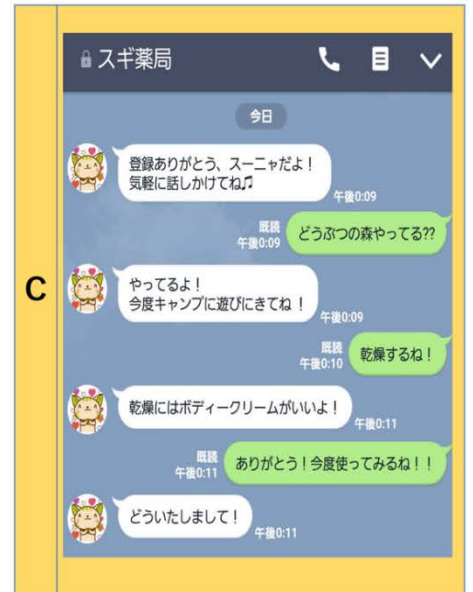 スギ薬局
今日
登録ありがとう、スーニャだよ！
気軽に話しかけてね♫
午後0:09
既読
午後0:09
どうぶつの森やってる??
C
やってるよ！
今度キャンプに遊びにきてね ！
午後0:09
既読
午後0:10
乾燥するね！
乾燥にはボディークリームがいいよ！
午後0:11
既読
午後0:11
ありがとう！今度使ってみるね！！
どういたしまして！
午後0:11